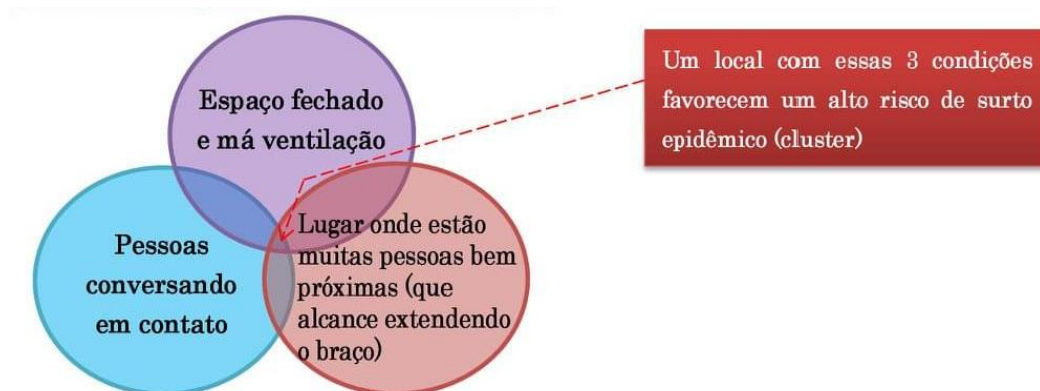 Espaço fechado
e má ventilação
Um local com essas 3 condições
favorecem um alto risco de surto
epidêmico (cluster)
Pessoas
conversando
em contato
Lugar onde estão
muitas pessoas bem
próximas (que
alcance extendendo
o braço)